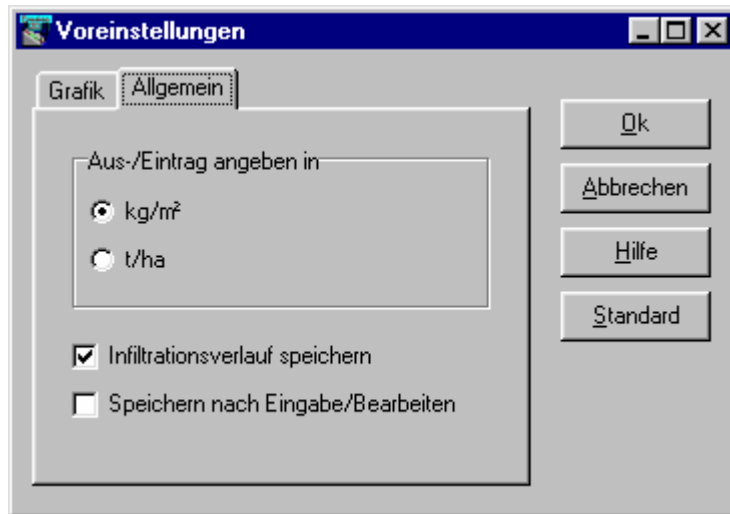 Voreinstellungen
Grafik
Allgemein
Aus-/Eintrag angeben in
kg/m²
t/ha
Infiltrationsverlauf speichern
Speichern nach Eingabe/Bearbeiten
Ok
Abbrechen
Hilfe
Standard